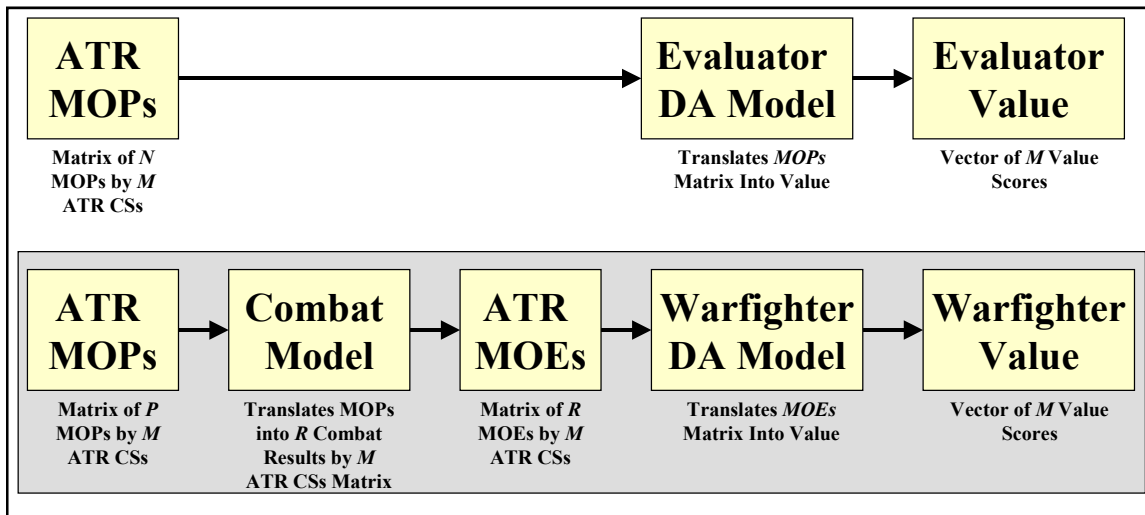 ATR
MOPs
Matrix of N
MOPs by M
ATR CSs
Evaluator
DA Model
Translates MOPs
Matrix Into Value
Evaluator
Value
Vector of M Value
Scores
ATR
MOPs
Matrix of P
MOPs by M
ATR CSs
Combat
Model
Translates MOPs
into R Combat
Results by M
ATR CSs Matrix
ATR
MOEs
Matrix of R
MOEs by M
ATR CSs
Warfighter
DA Model
Translates MOEs
Matrix Into Value
Warfighter
Value
Vector of M Value
Scores